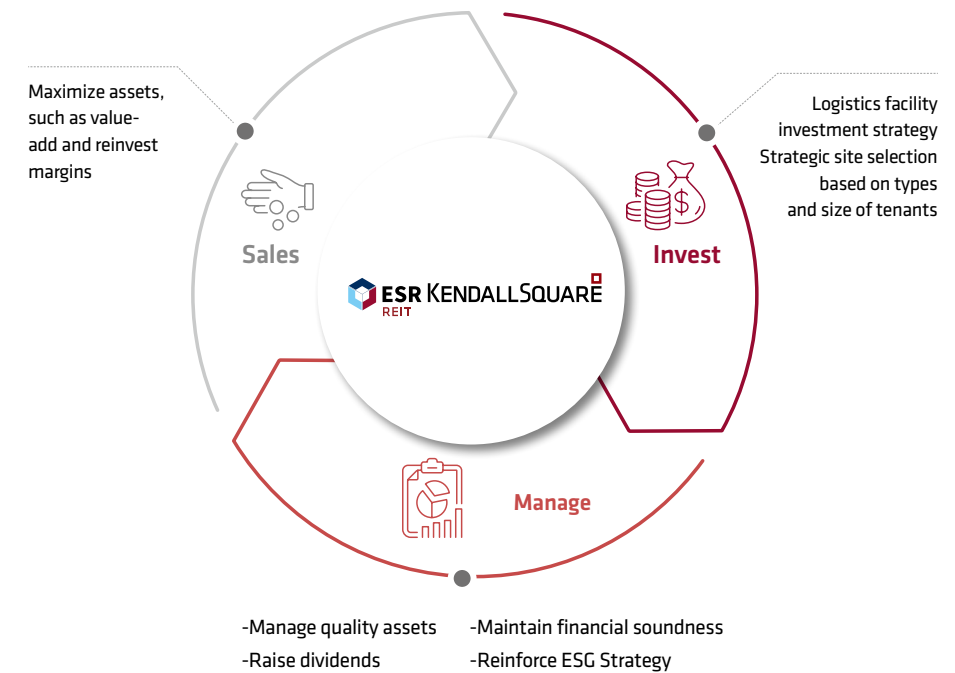 Maximize assets,
such as value-
add and reinvest
margins
Logistics facility
investment strategy
Strategic site selection
based on types
and size of tenants
$
Sales
Invest
ESR KENDALLSQUARE
REIT
Manage
-Manage quality assets
-Raise dividends
-Maintain financial soundness
-Reinforce ESG Strategy